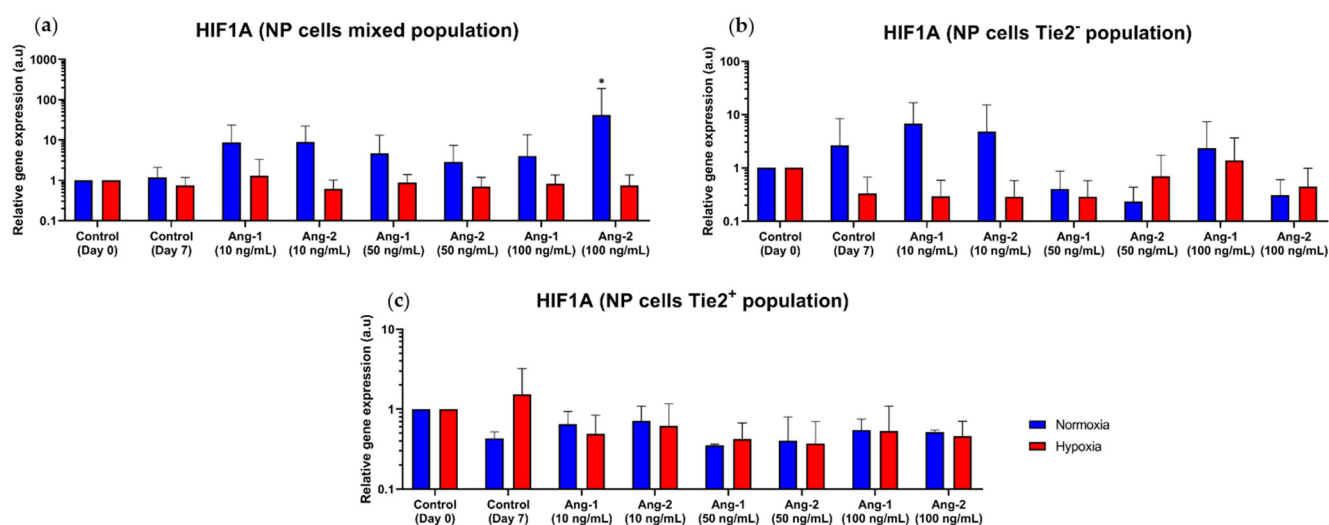 (a)
HIF1A (NP cells mixed population)
Relative gene expression (a.u)
1000
100
10
1
0.1
*
Control (Day 0)
Control (Day 7)
Ang-1 (10 ng/mL)
Ang-2 (10 ng/mL)
Ang-1 (50 ng/mL)
Ang-2 (50 ng/mL)
Ang-1 (100 ng/mL)
Ang-2 (100 ng/mL)
(b)
HIF1A (NP cells Tie2⁻ population)
Relative gene expression (a.u)
100
10
1
0.1
Control (Day 0)
Control (Day 7)
Ang-1 (10 ng/mL)
Ang-2 (10 ng/mL)
Ang-1 (50 ng/mL)
Ang-2 (50 ng/mL)
Ang-1 (100 ng/mL)
Ang-2 (100 ng/mL)
(c)
HIF1A (NP cells Tie2⁺ population)
Relative gene expression (a.u)
10
1
0.1
Control (Day 0)
Control (Day 7)
Ang-1 (10 ng/mL)
Ang-2 (10 ng/mL)
Ang-1 (50 ng/mL)
Ang-2 (50 ng/mL)
Ang-1 (100 ng/mL)
Ang-2 (100 ng/mL)
Normoxia
Hypoxia